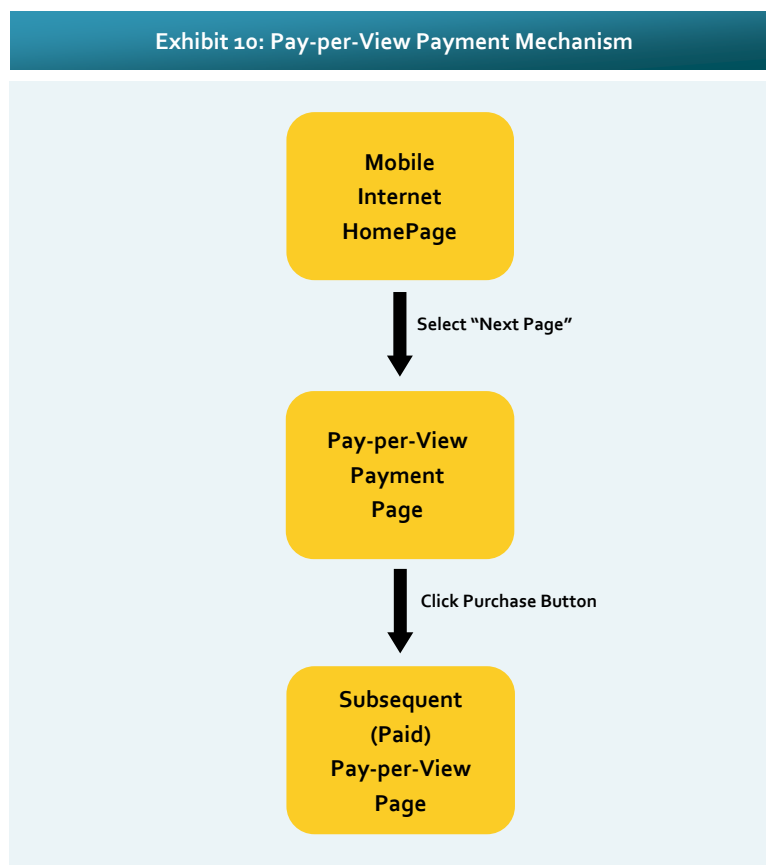 Exhibit 10: Pay-per-View Payment Mechanism
Mobile
Internet
HomePage
Select “Next Page”
Pay-per-View
Payment
Page
Click Purchase Button
Subsequent
(Paid)
Pay-per-View
Page